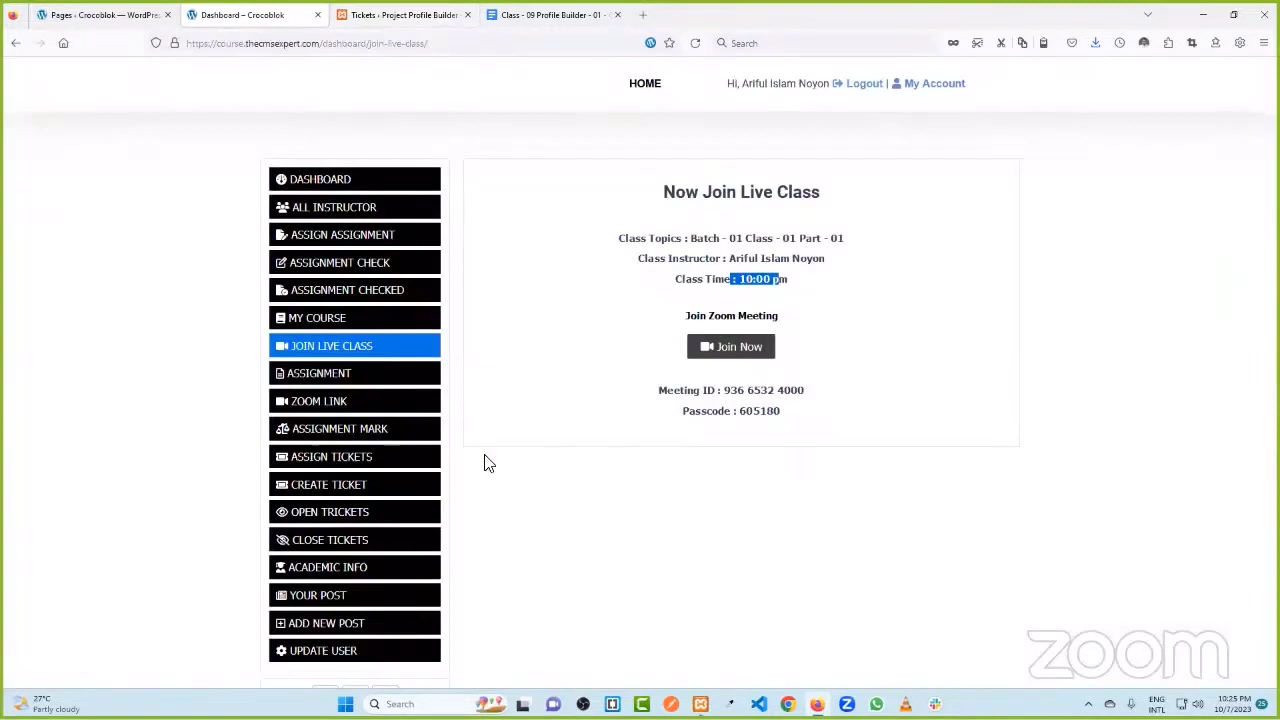 Pages ‹ Crocoblok — WordPres
Dashboard – Crocoblok
Tickets ‹ Project Profile Builder -
Class - 09 Profile Builder - 01 -
https://course.thecmsexpert.com/dashboard/join-live-class/
Search
HOME
Hi, Ariful Islam Noyon Logout | My Account
DASHBOARD
ALL INSTRUCTOR
ASSIGN ASSIGNMENT
ASSIGNMENT CHECK
ASSIGNMENT CHECKED
MY COURSE
JOIN LIVE CLASS
ASSIGNMENT
ZOOM LINK
ASSIGNMENT MARK
ASSIGN TICKETS
CREATE TICKET
OPEN TRICKETS
CLOSE TICKETS
ACADEMIC INFO
YOUR POST
ADD NEW POST
UPDATE USER
Now Join Live Class
Class Topics : Batch - 01 Class - 01 Part - 01
Class Instructor : Ariful Islam Noyon
Class Time : 10:00 pm
Join Zoom Meeting
Join Now
Meeting ID : 936 6532 4000
Passcode : 605180
zoom
27°C
Partly cloudy
Search
ENG
INTL
10:25 PM
10/7/2023
25